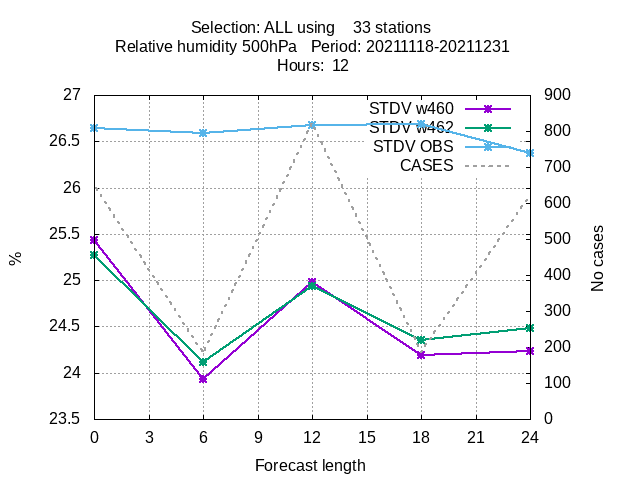 Selection: ALL using    33 stations
Relative humidity 500hPa   Period: 20211118-20211231
Hours:  12
27
26.5
26
25.5
25
24.5
24
23.5
%
900
800
700
600
500
400
300
200
100
0
No cases
STDV w460
STDV w462
STDV OBS
CASES
0 3 6 9 12 15 18 21 24
Forecast length